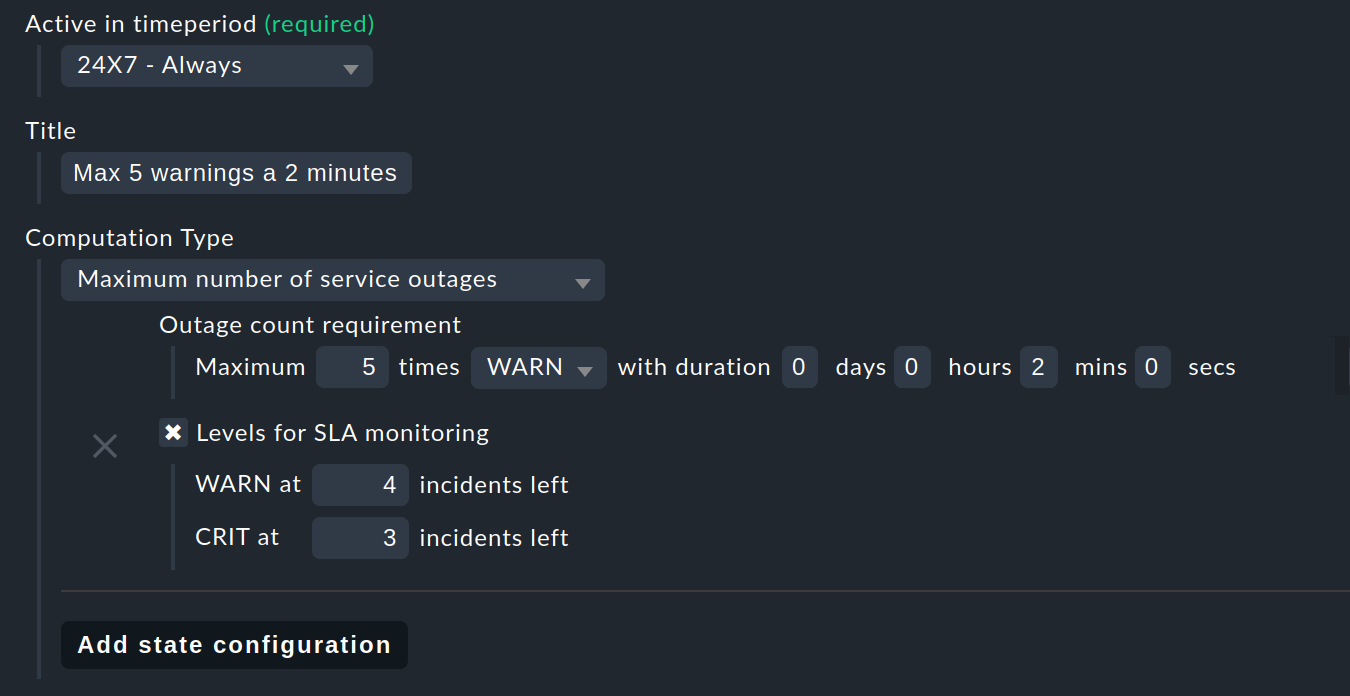 Active in timeperiod (required)
24X7 - Always
Title
Max 5 warnings a 2 minutes
Computation Type
Maximum number of service outages
Outage count requirement
Maximum 5 times WARN with duration 0 days 0 hours 2 mins 0 secs
Levels for SLA monitoring
WARN at 4 incidents left
CRIT at 3 incidents left
Add state configuration